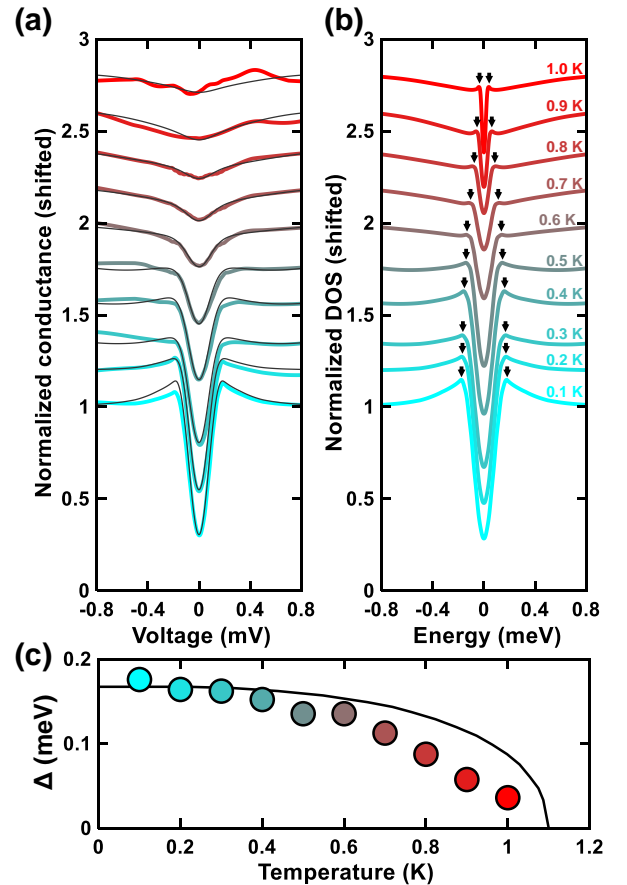 (a)
(b)
3
2.5
2
1.5
1
0.5
0
-0.8
-0.4
0
0.4
0.8
Normalized conductance (shifted)
Voltage (mV)
3
2.5
2
1.5
1
0.5
0
-0.8
-0.4
0
0.4
0.8
Normalized DOS (shifted)
Energy (meV)
1.0 K
0.9 K
0.8 K
0.7 K
0.6 K
0.5 K
0.4 K
0.3 K
0.2 K
0.1 K
(c)
0.2
0.1
0
Δ (meV)
0
0.2
0.4
0.6
0.8
1
1.2
Temperature (K)